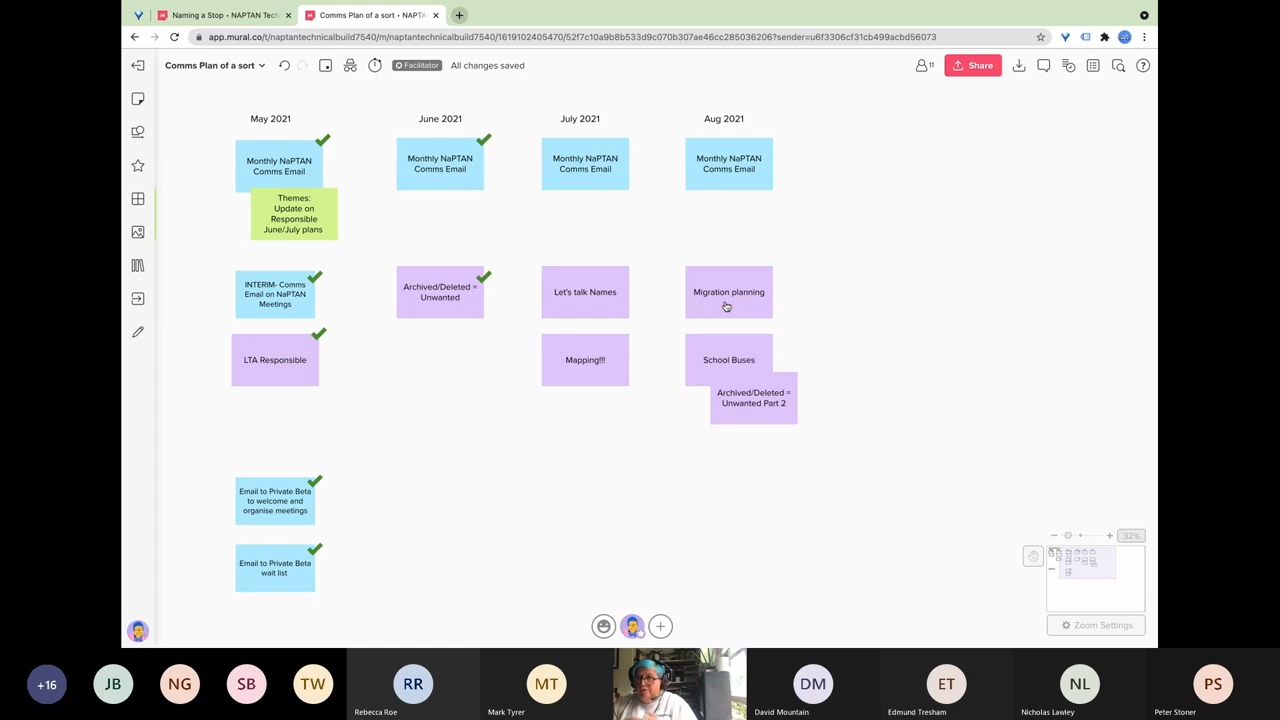 Naming a Stop • NAPTAN Tech
Comms Plan of a sort • NAPTA
app.mural.co/t/naptantechnicalbuild7540/m/naptantechnicalbuild7540/1619102405470/52f7c10a9b8b533d9c070b307ae46cc285036206?sender=u6f3306cf31cb499acbd56073
Comms Plan of a sort
Facilitator
All changes saved
11
Share
May 2021
June 2021
July 2021
Aug 2021
Monthly NaPTAN
Comms Email
Monthly NaPTAN
Comms Email
Monthly NaPTAN
Comms Email
Monthly NaPTAN
Comms Email
Themes:
Update on
Responsible
June/July plans
INTERIM- Comms
Email on NaPTAN
Meetings
Archived/Deleted =
Unwanted
Let's talk Names
Migration planning
LTA Responsible
Mapping!!!
School Buses
Archived/Deleted =
Unwanted Part 2
Email to Private Beta
to welcome and
organise meetings
Email to Private Beta
wait list
32%
Zoom Settings
+16
JB
NG
SB
TW
RR
Rebecca Roe
MT
Mark Tyrer
DM
David Mountain
ET
Edmund Tresham
NL
Nicholas Lawley
PS
Peter Stoner